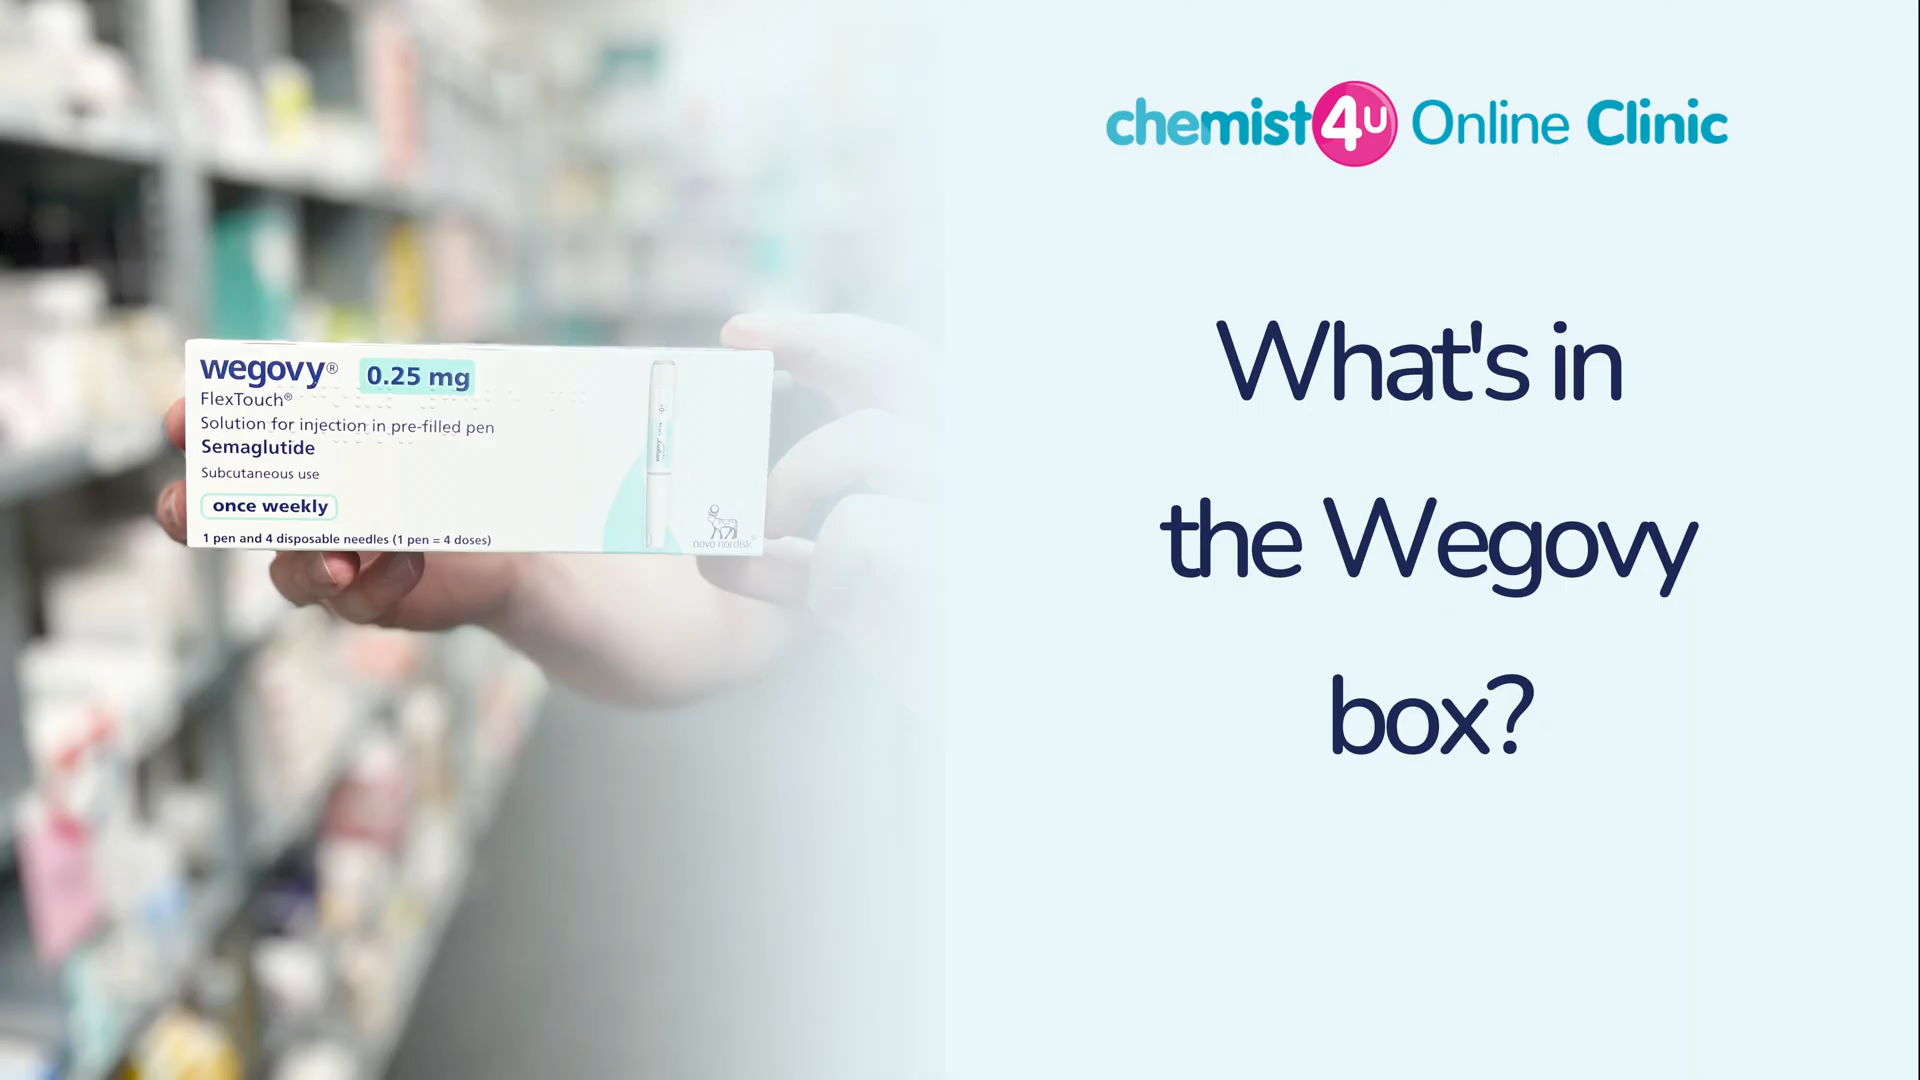 wegovy® 0.25 mg
FlexTouch®
Solution for injection in pre-filled pen
Semaglutide
Subcutaneous use
once weekly
1 pen and 4 disposable needles (1 pen = 4 doses)
wegovy®
novo nordisk®
chemist4U Online Clinic
What's in
the Wegovy
box?